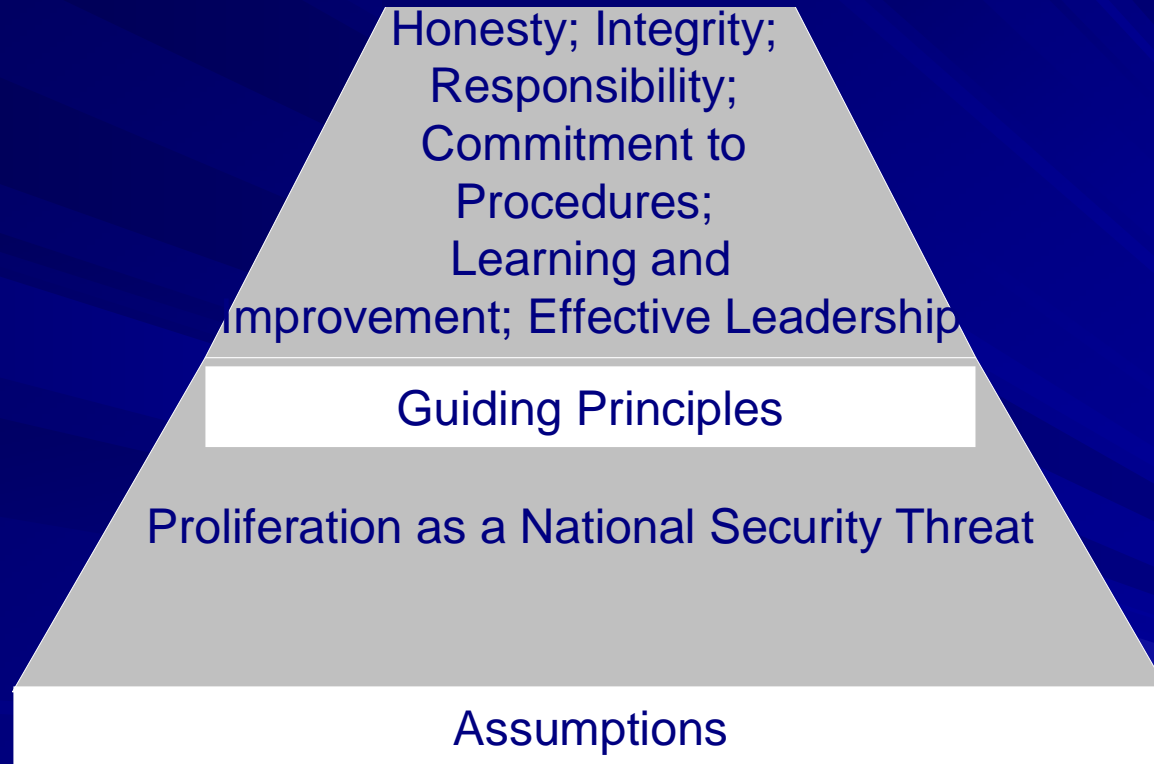 Honesty; Integrity;
Responsibility;
Commitment to
Procedures;
Learning and
Improvement; Effective Leadership
Guiding Principles
Proliferation as a National Security Threat
Assumptions